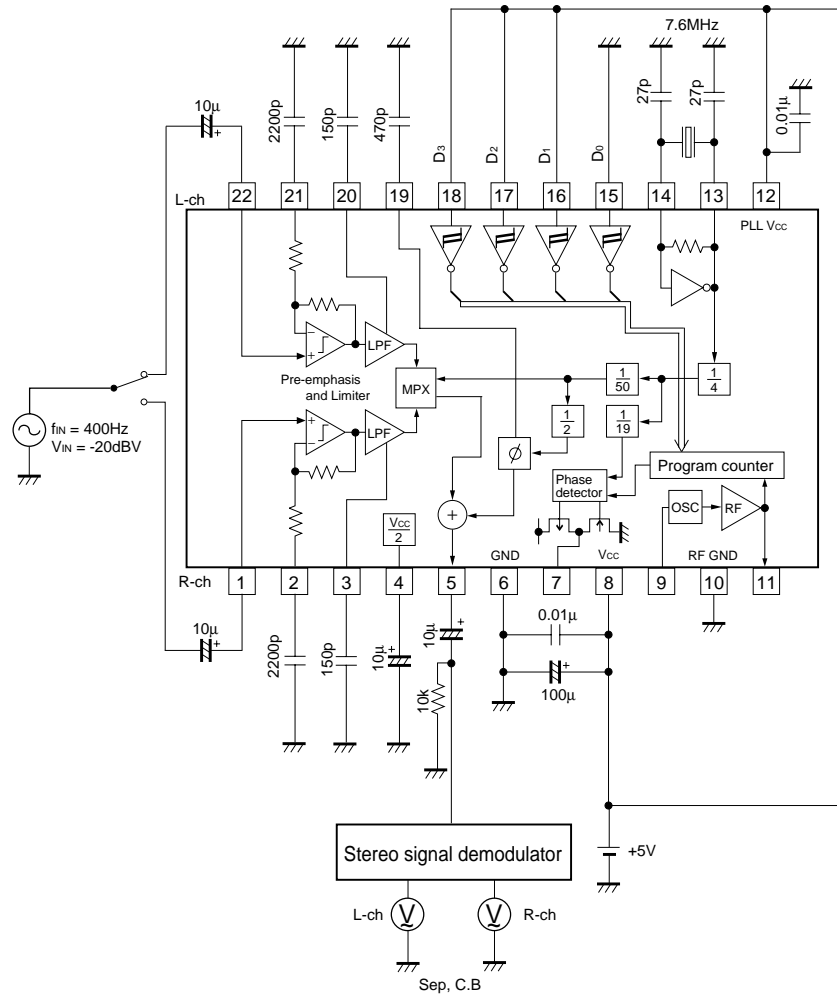 7.6MHz
10μ
+
2200p
150p
470p
D3
D2
D1
D0
27p
27p
0.01μ
L-ch
22
21
20
19
18
17
16
15
14
13
12
PLL VCC
fIN = 400Hz
VIN = -20dBV
Pre-emphasis
and Limiter
−
+
LPF
+
−
LPF
MPX
1/50
1/4
1/2
1/19
ϕ
Phase
detector
Program counter
+
VCC/2
OSC
RF
GND
VCC
RF GND
R-ch
1
2
3
4
5
6
7
8
9
10
11
10μ
+
2200p
150p
10μ
+
10μ
+
10k
0.01μ
+
100μ
+5V
Stereo signal demodulator
L-ch
V
V
R-ch
Sep, C.B